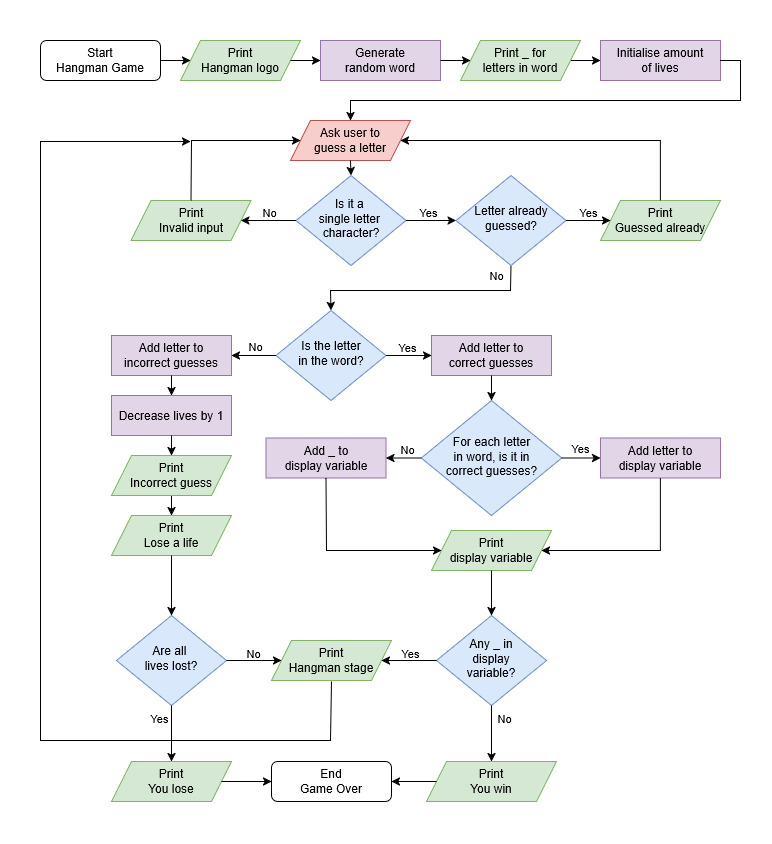 Start
Hangman Game
Print
Hangman logo
Generate
random word
Print _ for
letters in word
Initialise amount
of lives
Ask user to
guess a letter
Print
Invalid input
No
Is it a
single letter
character?
Yes
Letter already
guessed?
Yes
Print
Guessed already
No
Add letter to
incorrect guesses
No
Is the letter
in the word?
Yes
Add letter to
correct guesses
Decrease lives by 1
Print
Incorrect guess
Print
Lose a life
Add _ to
display variable
No
For each letter
in word, is it in
correct guesses?
Yes
Add letter to
display variable
Print
display variable
Are all
lives lost?
No
Print
Hangman stage
Yes
Any _ in
display
variable?
Yes
No
Print
You lose
End
Game Over
Print
You win